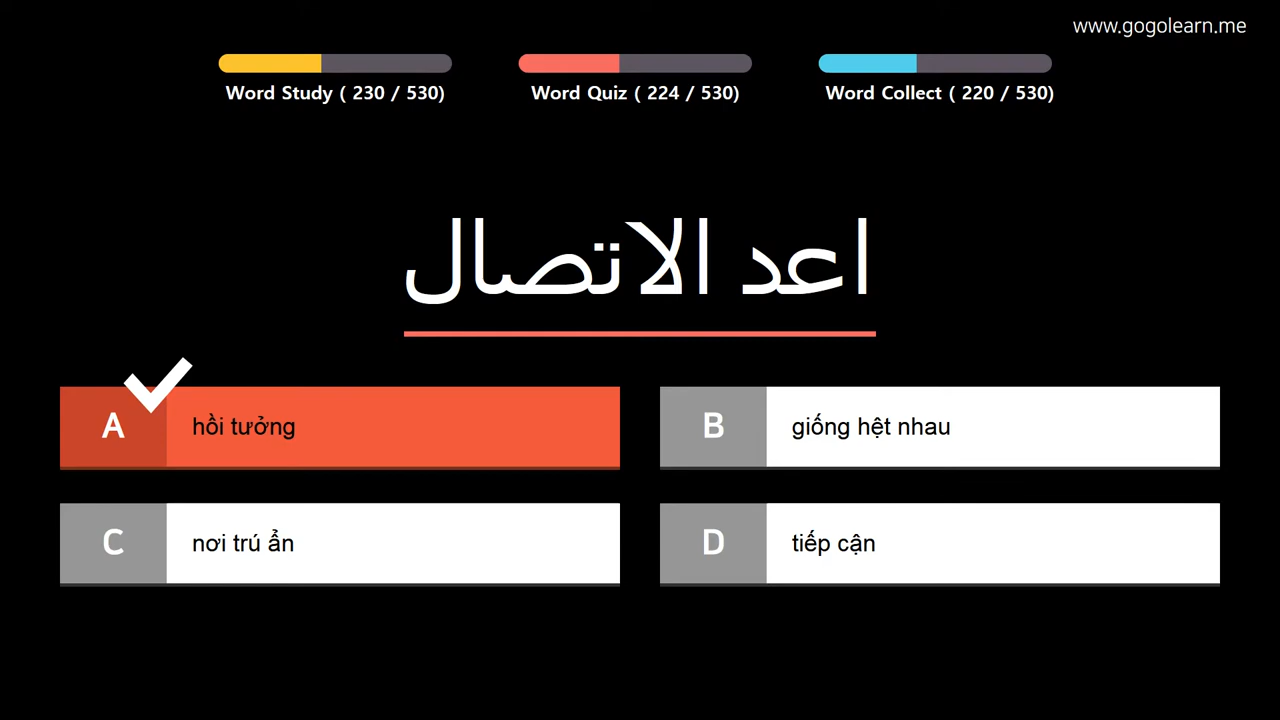 www.gogolearn.me
Word Study ( 230 / 530)
Word Quiz ( 224 / 530)
Word Collect ( 220 / 530)
اعد الاتصال
A hồi tưởng
B giống hệt nhau
C nơi trú ẩn
D tiếp cận